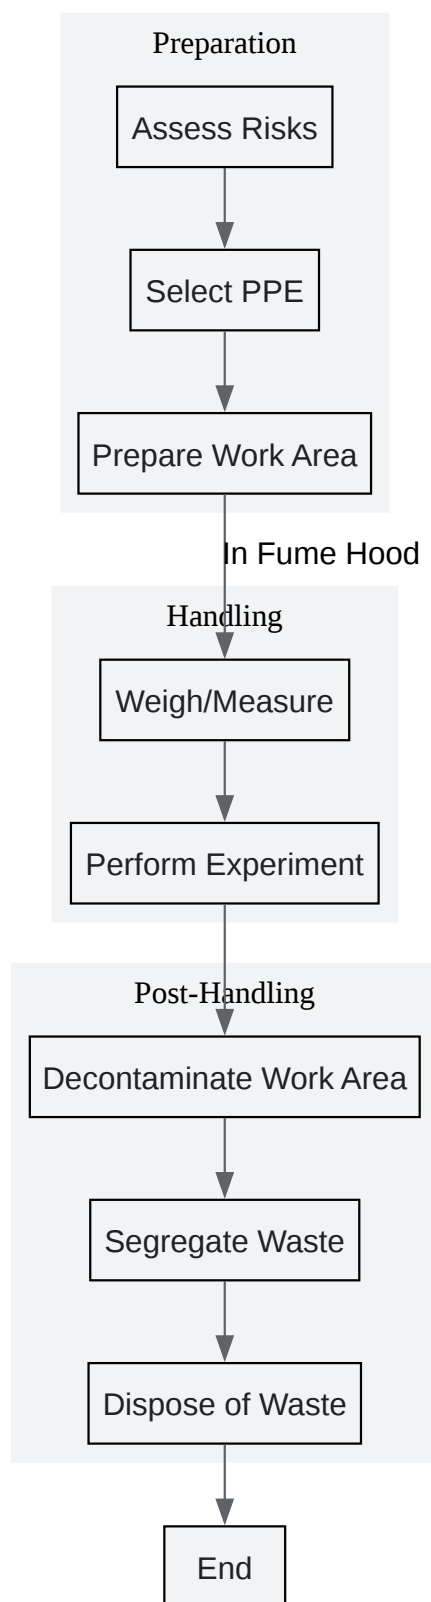 Preparation
Assess Risks
Select PPE
Prepare Work Area
In Fume Hood
Handling
Weigh/Measure
Perform Experiment
Post-Handling
Decontaminate Work Area
Segregate Waste
Dispose of Waste
End